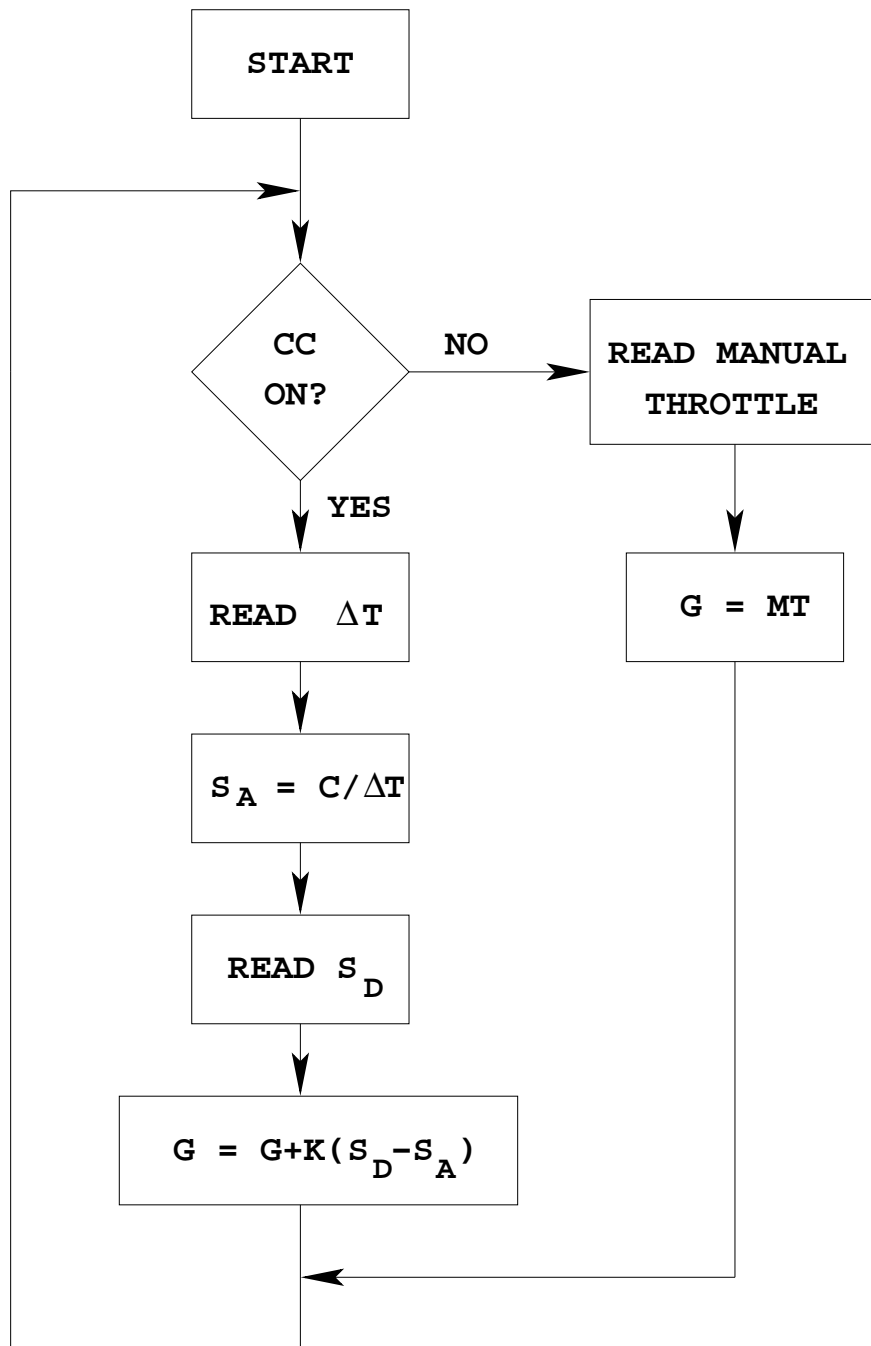 START
CC
ON?
NO
READ MANUAL
THROTTLE
YES
READ ΔT
G = MT
S_A = C/ΔT
READ S_D
G = G+K(S_D-S_A)